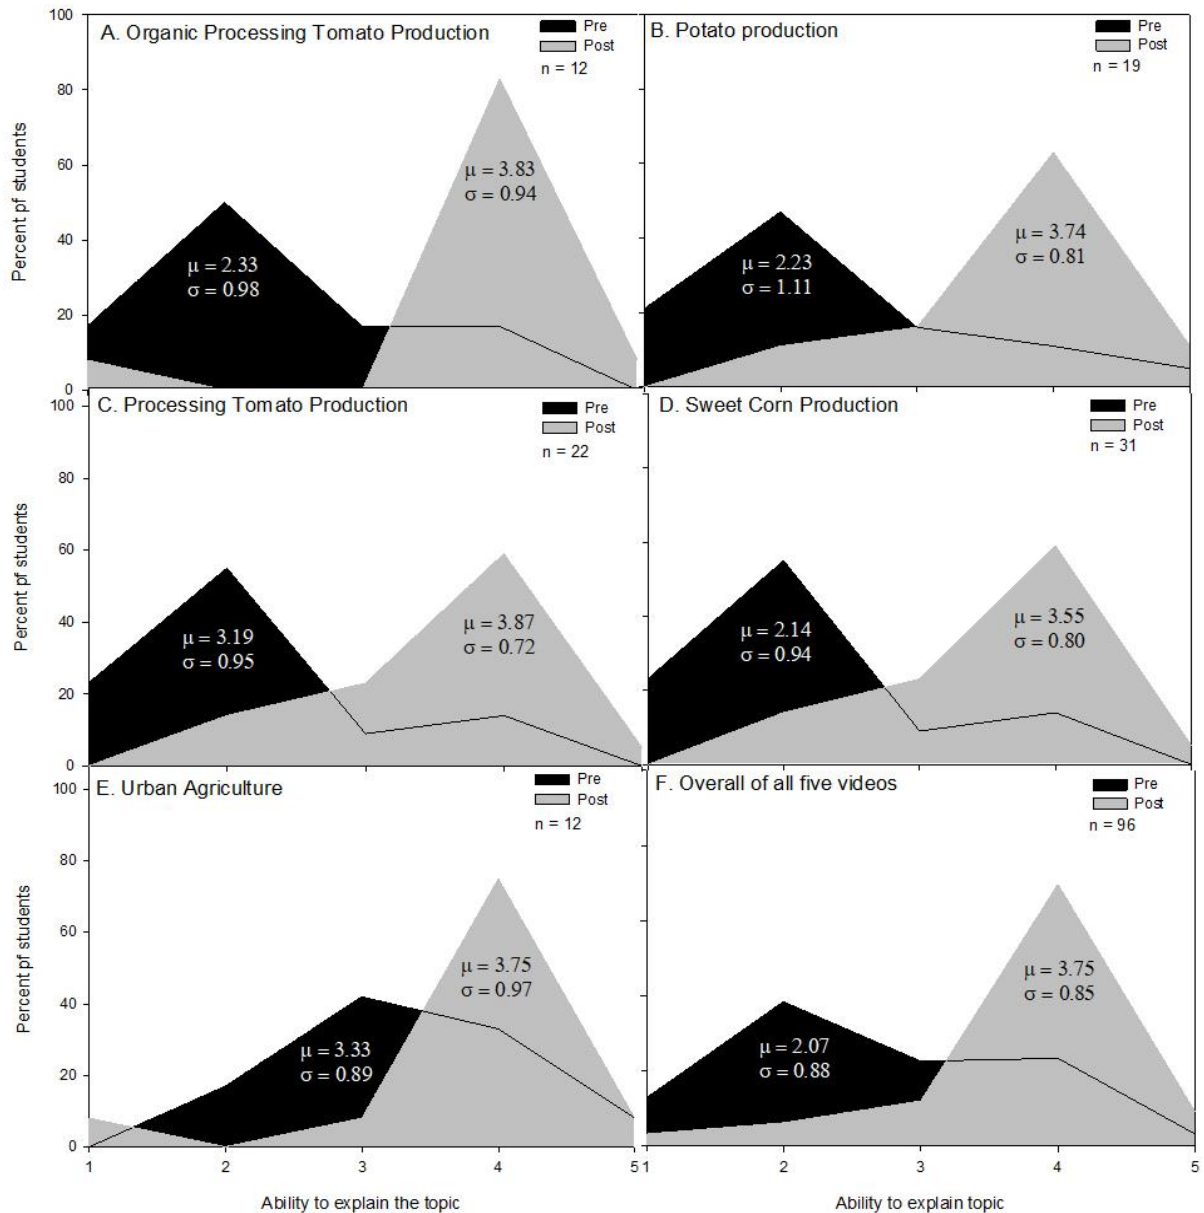 100
A. Organic Processing Tomato Production
Pre
Post
n = 12
80
60
40
20
0
Percent pf students
μ = 2.33
σ = 0.98
μ = 3.83
σ = 0.94
B. Potato production
Pre
Post
n = 19
μ = 2.23
σ = 1.11
μ = 3.74
σ = 0.81
100
C. Processing Tomato Production
Pre
Post
n = 22
80
60
40
20
0
Percent pf students
μ = 3.19
σ = 0.95
μ = 3.87
σ = 0.72
D. Sweet Corn Production
Pre
Post
n = 31
μ = 2.14
σ = 0.94
μ = 3.55
σ = 0.80
100
E. Urban Agriculture
Pre
Post
n = 12
80
60
40
20
0
Percent pf students
μ = 3.33
σ = 0.89
μ = 3.75
σ = 0.97
1 2 3 4 5
Ability to explain the topic
F. Overall of all five videos
Pre
Post
n = 96
μ = 2.07
σ = 0.88
μ = 3.75
σ = 0.85
1 2 3 4 5
Ability to explain topic